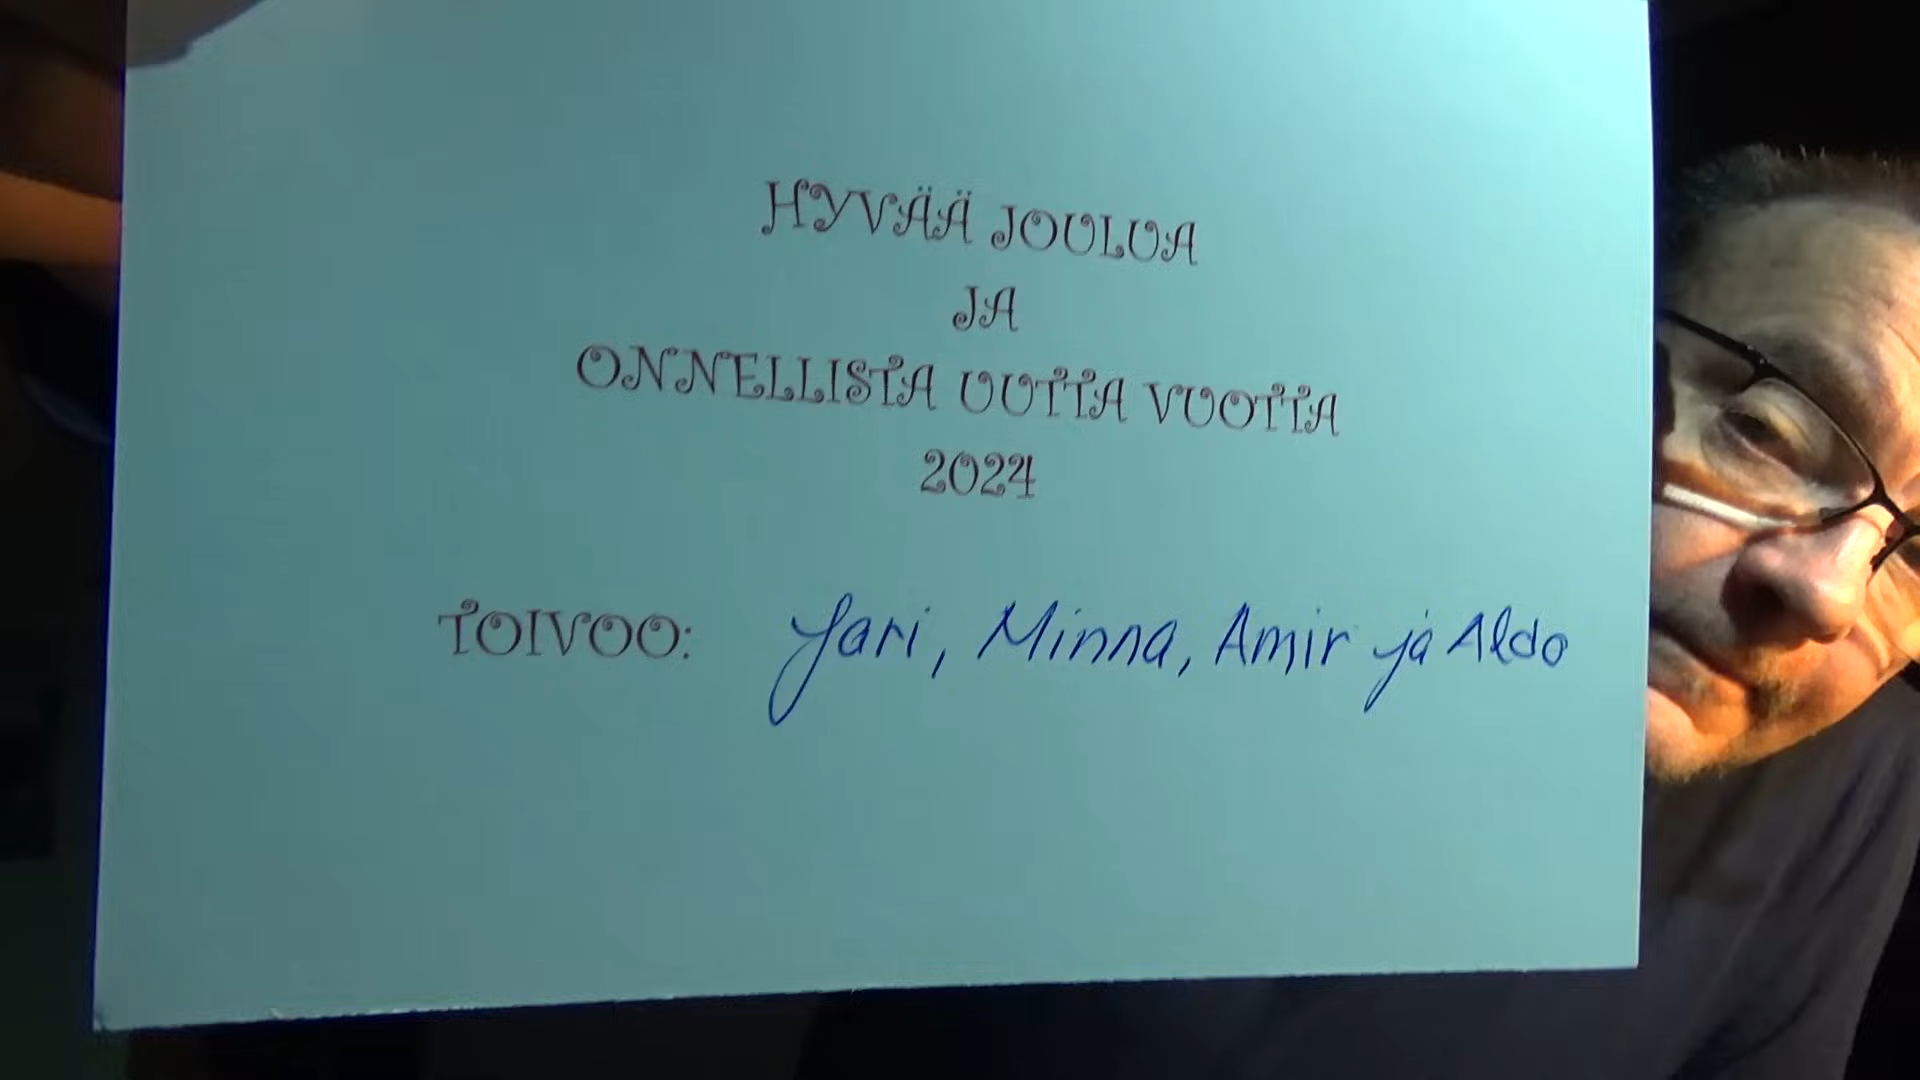 HYVÄÄ JOULUA
JA
ONNELLISTA UUTTA VUOTTA
2024
TOIVOO: Jari, Minna, Amir ja Aldo